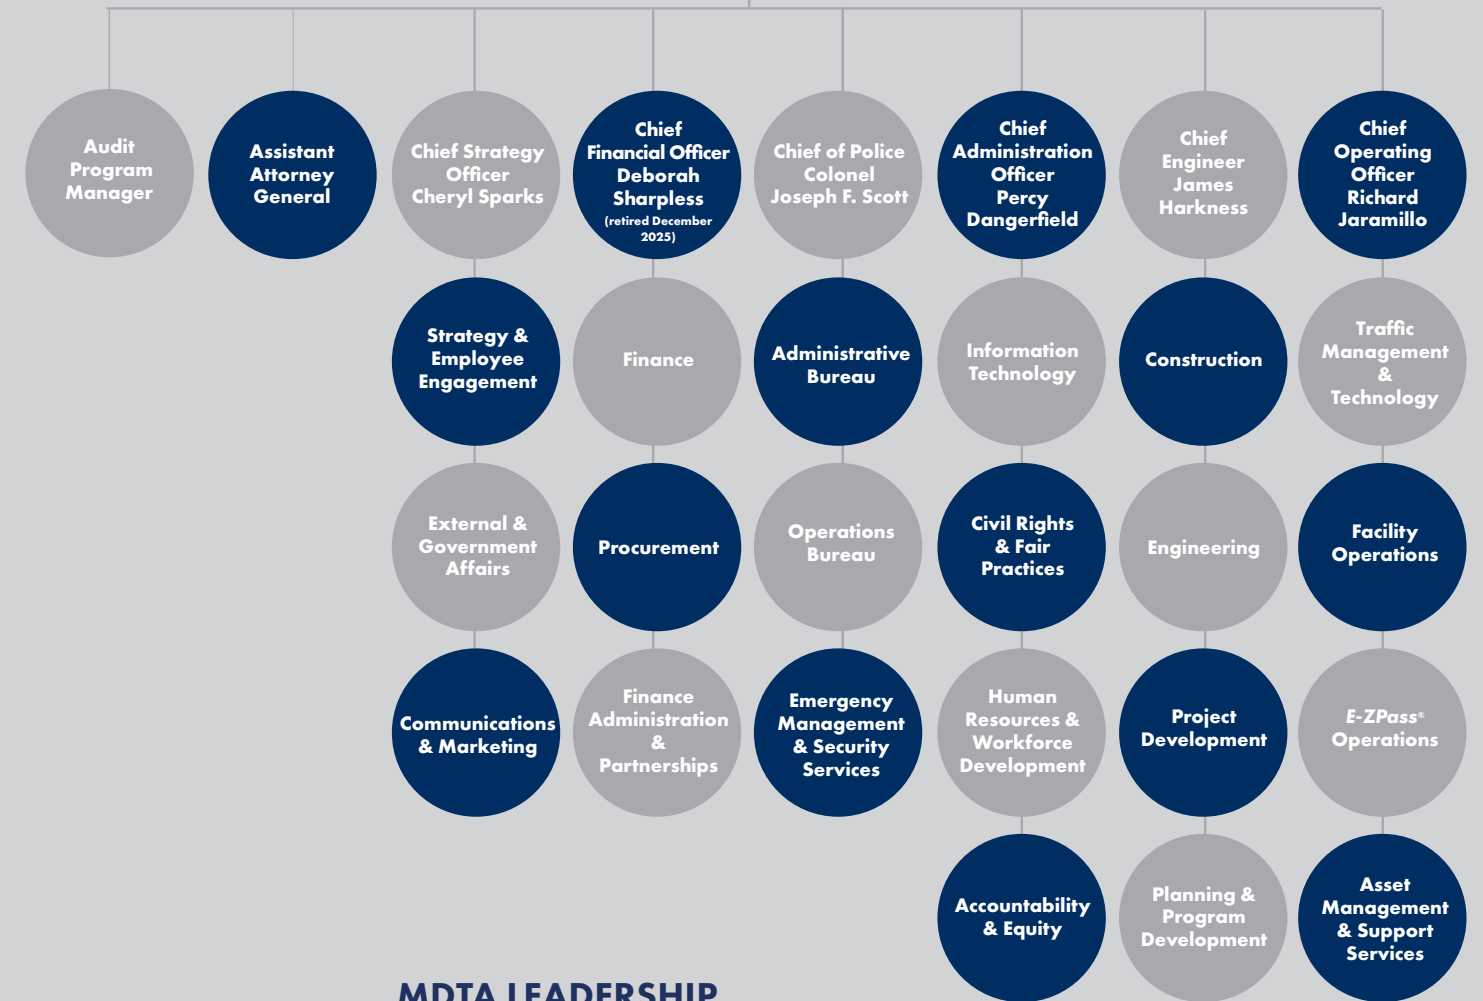 Audit
Program
Manager
Assistant
Attorney
General
Chief Strategy
Officer
Cheryl Sparks
Chief
Financial Officer
Deborah
Sharpless
(retired December
2025)
Chief of Police
Colonel
Joseph F. Scott
Chief
Administration
Officer
Percy
Dangerfield
Chief
Engineer
James
Harkness
Chief
Operating
Officer
Richard
Jaramillo
Strategy &
Employee
Engagement
Finance
Administrative
Bureau
Information
Technology
Construction
Traffic
Management
&
Technology
External &
Government
Affairs
Procurement
Operations
Bureau
Civil Rights
& Fair
Practices
Engineering
Facility
Operations
Communications
& Marketing
Finance
Administration
&
Partnerships
Emergency
Management
& Security
Services
Human
Resources &
Workforce
Development
Project
Development
E-ZPass®
Operations
Accountability
& Equity
Planning &
Program
Development
Asset
Management
& Support
Services
MDTA LEADERSHIP